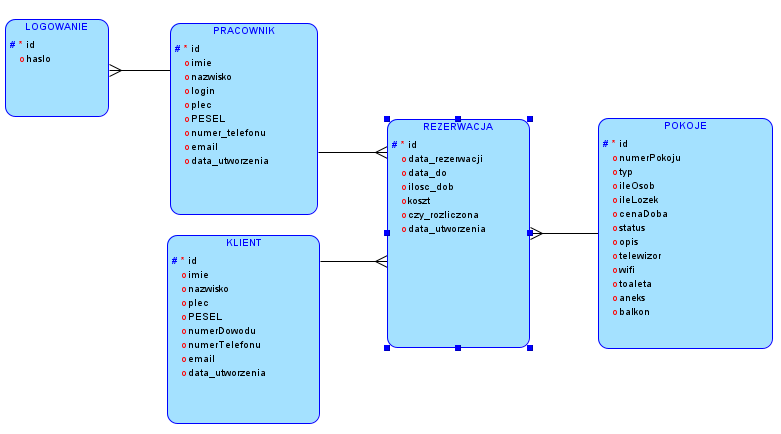 LOGOWANIE
# * id
o haslo
PRACOWNIK
# * id
o imie
o nazwisko
o login
o plec
o PESEL
o numer_telefonu
o email
o data_utworzenia
KLIENT
# * id
o imie
o nazwisko
o plec
o PESEL
o numerDowodu
o numerTelefonu
o email
o data_utworzenia
REZERWACJA
# * id
o data_rezerwacji
o data_do
o ilosc_dob
o koszt
o czy_rozliczona
o data_utworzenia
POKOJE
# * id
o numerPokoju
o typ
o ileOsob
o ileLozek
o cenaDoba
o status
o opis
o telewizor
o wifi
o toaleta
o aneks
o balkon